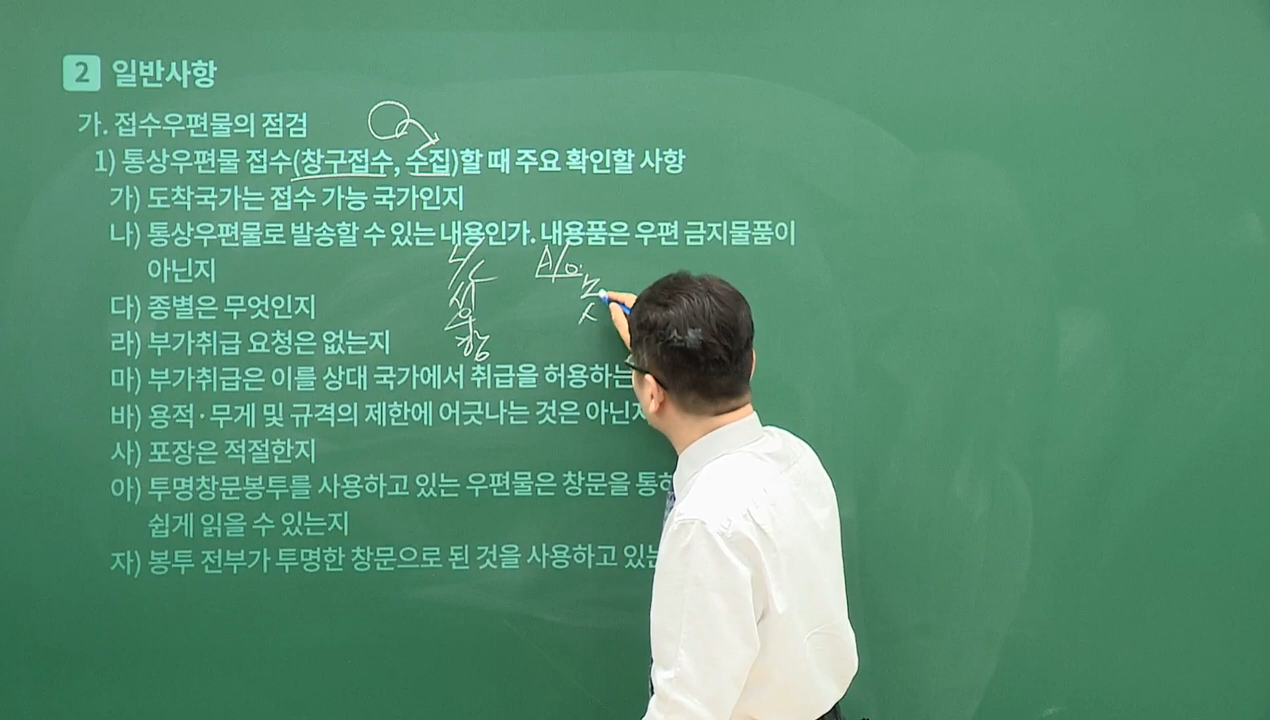 2 일반사항
가. 접수우편물의 점검
1) 통상우편물 접수(창구접수, 수집)할 때 주요 확인할 사항
가) 도착국가는 접수 가능 국가인지
나) 통상우편물로 발송할 수 있는 내용인가. 내용품은 우편 금지물품이
아닌지
다) 종별은 무엇인지
라) 부가취급 요청은 없는지
마) 부가취급은 이를 상대 국가에서 취급을 허용하는
바) 용적·무게 및 규격의 제한에 어긋나는 것은 아닌지
사) 포장은 적절한지
아) 투명창문봉투를 사용하고 있는 우편물은 창문을 통하
쉽게 읽을 수 있는지
자) 봉투 전부가 투명한 창문으로 된 것을 사용하고 있는